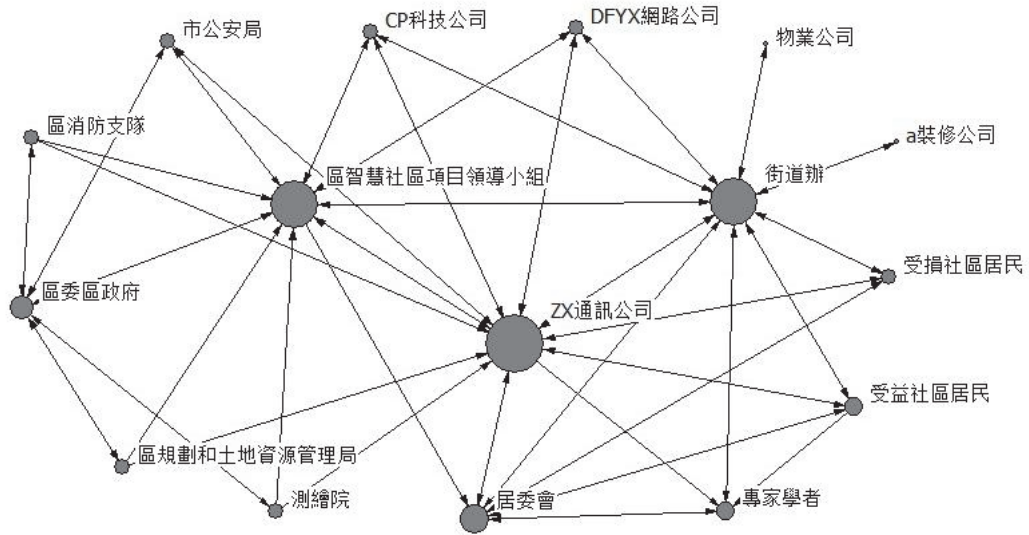 市公安局
CP科技公司
DFYX網路公司
物業公司
區消防支隊
a裝修公司
區智慧社區項目領導小組
街道辦
受損社區居民
區委區政府
ZX通訊公司
受益社區居民
區規劃和土地資源管理局
測繪院
居委會
專家學者